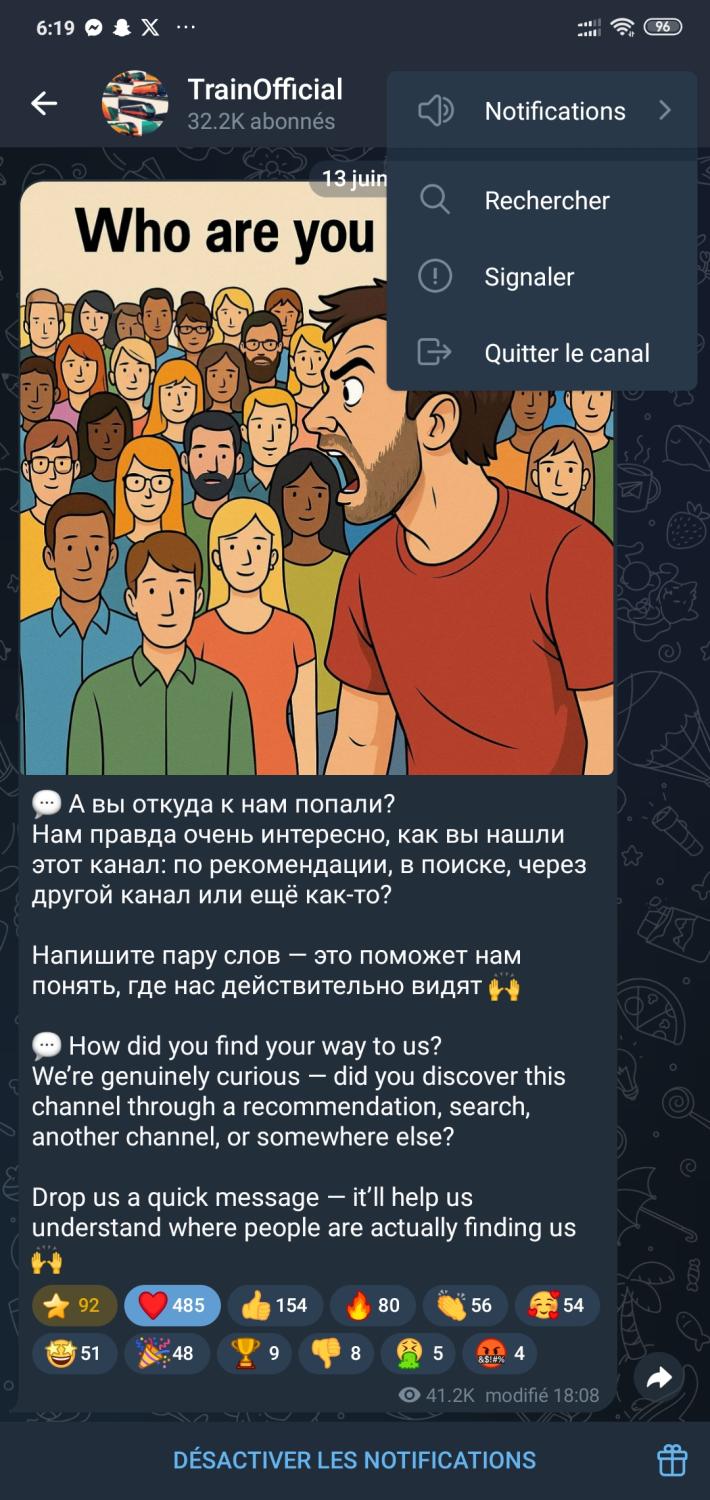 6:19
96
TrainOfficial
32.2K abonnés
Notifications
Rechercher
Signaler
Quitter le canal
13 juin
Who are you
💬 А вы откуда к нам попали?
Нам правда очень интересно, как вы нашли
этот канал: по рекомендации, в поиске, через
другой канал или ещё как-то?
Напишите пару слов — это поможет нам
понять, где нас действительно видят 🙌
💬 How did you find your way to us?
We’re genuinely curious — did you discover this
channel through a recommendation, search,
another channel, or somewhere else?
Drop us a quick message — it’ll help us
understand where people are actually finding us
🙌
⭐ 92 ❤️ 485 👍 154 🔥 80 👏 56 🥰 54
🤩 51 🎉 48 🏆 9 👎 8 🤮 5 🤬 4
41.2K modifié 18:08
DÉSACTIVER LES NOTIFICATIONS